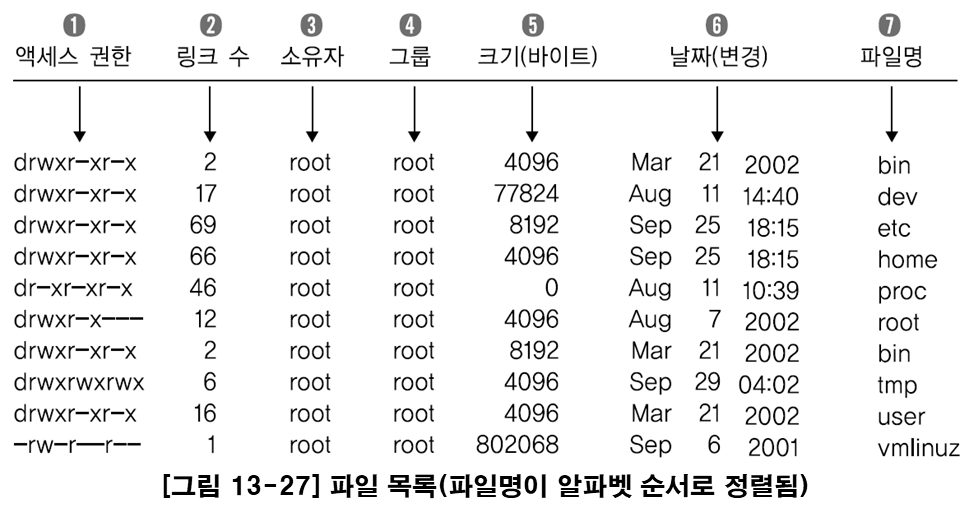 ❶ ❷ ❸ ❹ ❺ ❻ ❼
액세스 권한 링크 수 소유자 그룹 크기(바이트) 날짜(변경) 파일명
drwxr-xr-x 2 root root 4096 Mar 21 2002 bin
drwxr-xr-x 17 root root 77824 Aug 11 14:40 dev
drwxr-xr-x 69 root root 8192 Sep 25 18:15 etc
drwxr-xr-x 66 root root 4096 Sep 25 18:15 home
dr-xr-xr-x 46 root root 0 Aug 11 10:39 proc
drwxr-x--- 12 root root 4096 Aug 7 2002 root
drwxr-xr-x 2 root root 8192 Mar 21 2002 bin
drwxrwxrwx 6 root root 4096 Sep 29 04:02 tmp
drwxr-xr-x 16 root root 4096 Mar 21 2002 user
-rw-r--r-- 1 root root 802068 Sep 6 2001 vmlinuz
[그림 13-27] 파일 목록(파일명이 알파벳 순서로 정렬됨)